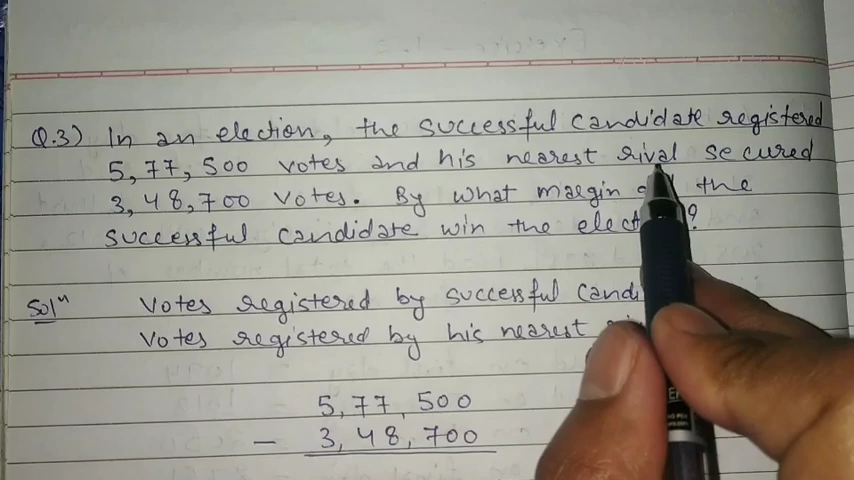 Q.3) In an election, the successful candidate registered
5,77,500 votes and his nearest rival secured
3,48,700 votes. By what margin the
successful candidate win the
Solⁿ Votes registered by successful
Votes registered by his nearest
5,77,500
- 3,48,700